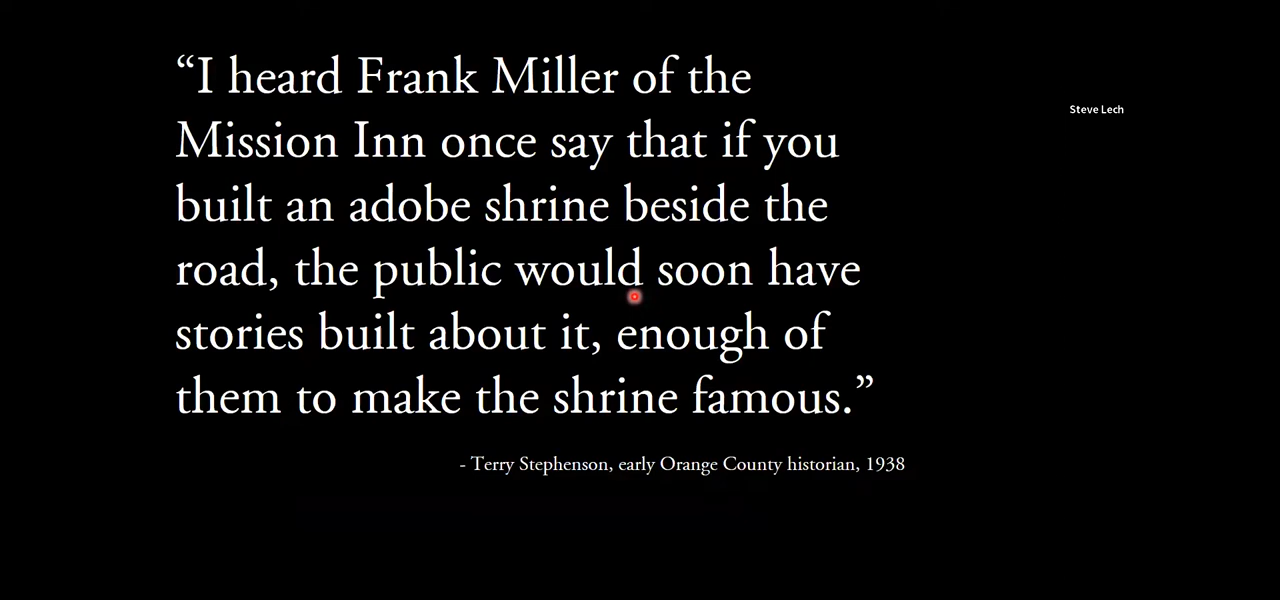 “I heard Frank Miller of the
Mission Inn once say that if you
built an adobe shrine beside the
road, the public would soon have
stories built about it, enough of
them to make the shrine famous.”
- Terry Stephenson, early Orange County historian, 1938
Steve Lech